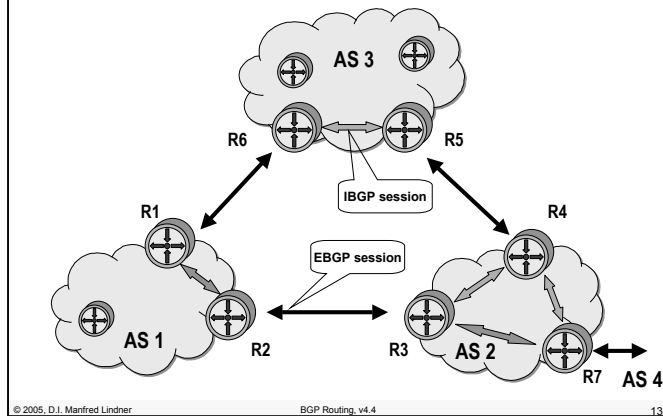 AS 3
R6
R5
IBGP session
R1
R4
EBGP session
AS 1
R2
R3
AS 2
R7
AS 4
© 2005, D.I. Manfred Lindner
BGP Routing, v4.4
13